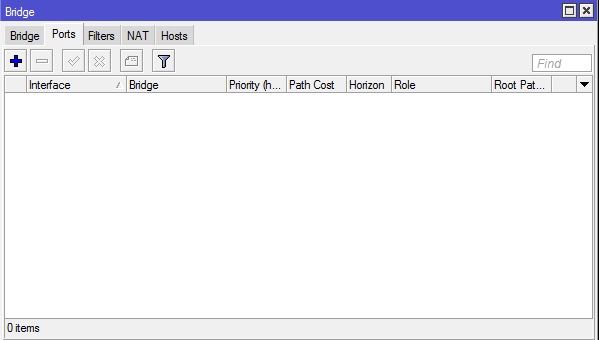 Bridge
Bridge Ports Filters NAT Hosts
Find
Interface Bridge Priority (h... Path Cost Horizon Role Root Pat...
0 items